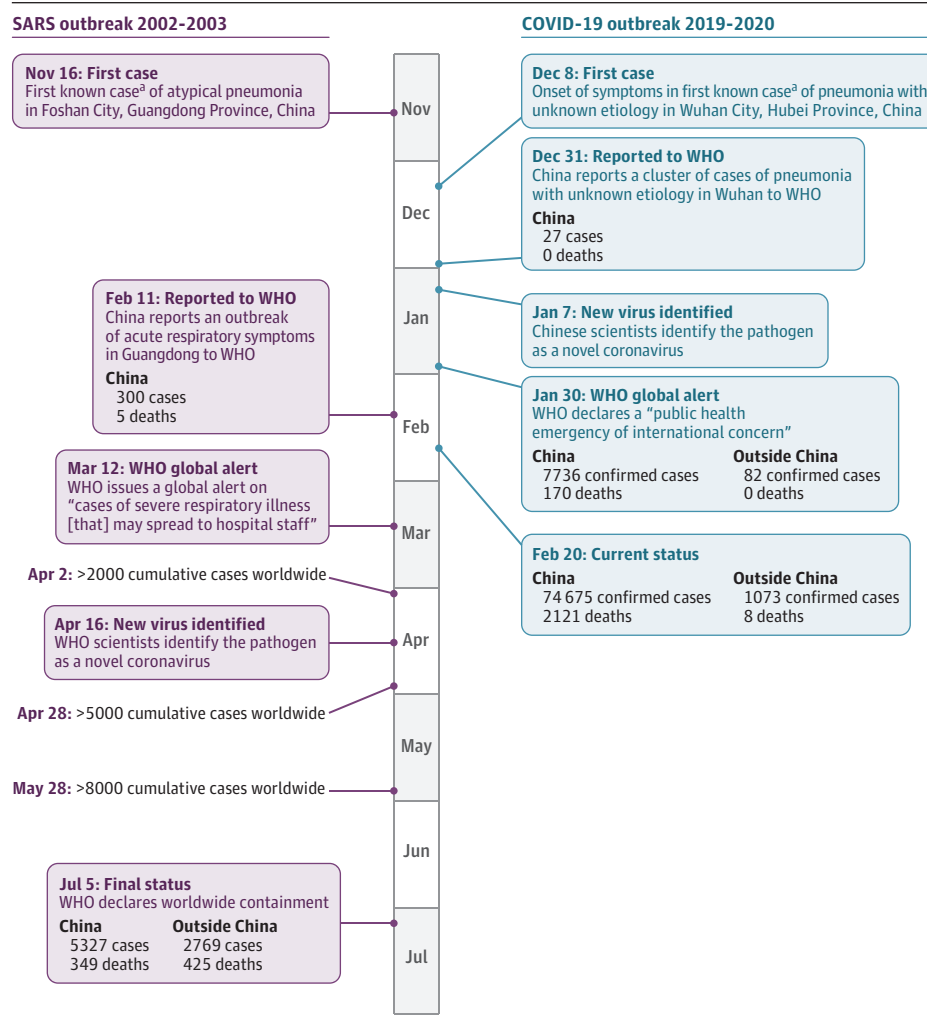 SARS outbreak 2002-2003
Nov 16: First case
First known caseª of atypical pneumonia
in Foshan City, Guangdong Province, China
Feb 11: Reported to WHO
China reports an outbreak
of acute respiratory symptoms
in Guangdong to WHO
China
300 cases
5 deaths
Mar 12: WHO global alert
WHO issues a global alert on
“cases of severe respiratory illness
[that] may spread to hospital staff”
Apr 2: >2000 cumulative cases worldwide
Apr 16: New virus identified
WHO scientists identify the pathogen
as a novel coronavirus
Apr 28: >5000 cumulative cases worldwide
May 28: >8000 cumulative cases worldwide
Jul 5: Final status
WHO declares worldwide containment
China Outside China
5327 cases 2769 cases
349 deaths 425 deaths
Nov
Dec
Jan
Feb
Mar
Apr
May
Jun
Jul
COVID-19 outbreak 2019-2020
Dec 8: First case
Onset of symptoms in first known caseª of pneumonia with
unknown etiology in Wuhan City, Hubei Province, China
Dec 31: Reported to WHO
China reports a cluster of cases of pneumonia
with unknown etiology in Wuhan to WHO
China
27 cases
0 deaths
Jan 7: New virus identified
Chinese scientists identify the pathogen
as a novel coronavirus
Jan 30: WHO global alert
WHO declares a “public health
emergency of international concern”
China Outside China
7736 confirmed cases 82 confirmed cases
170 deaths 0 deaths
Feb 20: Current status
China Outside China
74 675 confirmed cases 1073 confirmed cases
2121 deaths 8 deaths